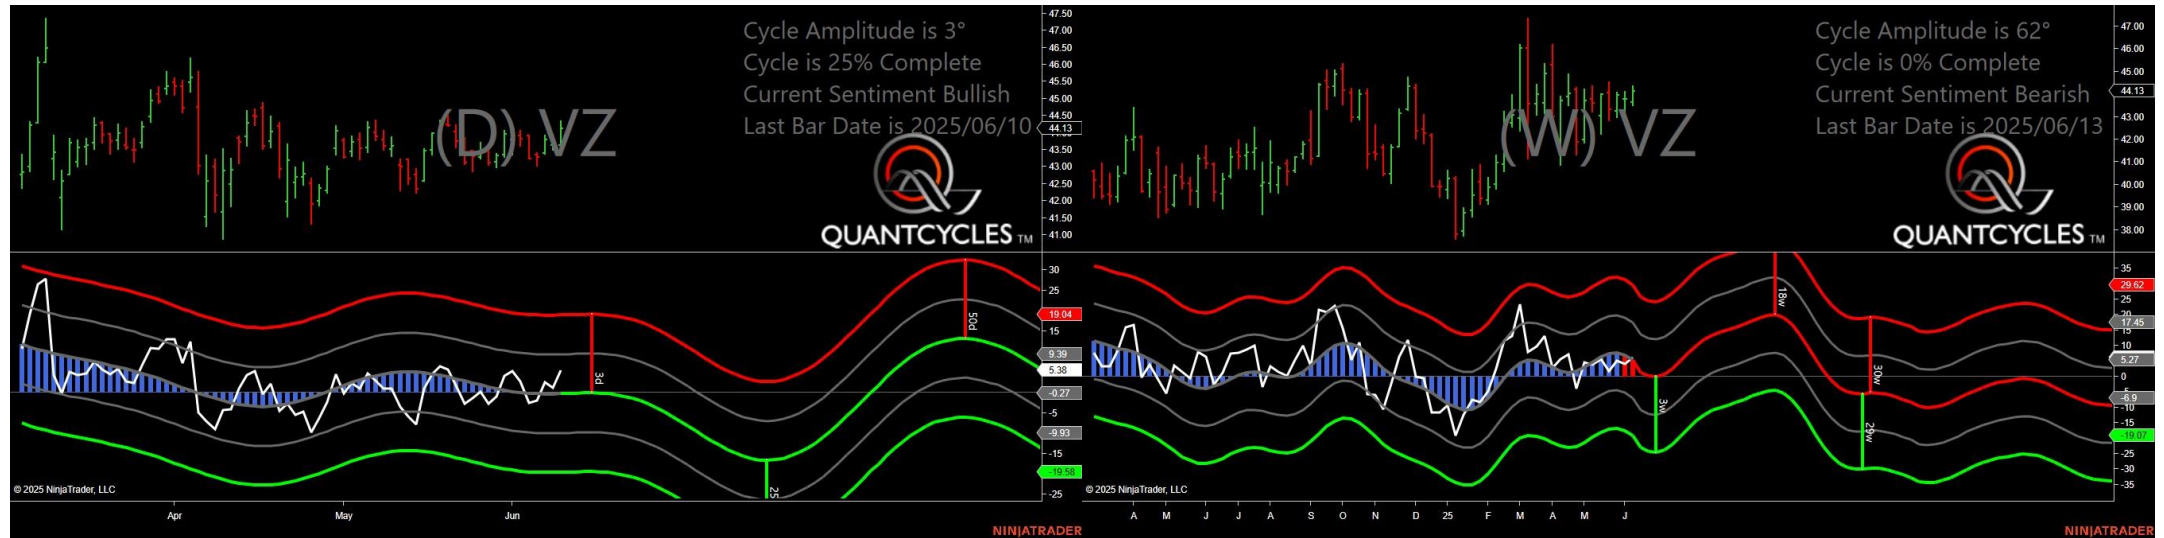 Cycle Amplitude is 3°
Cycle is 25% Complete
Current Sentiment Bullish
Last Bar Date is 2025/06/10
(D) VZ
QUANTCYCLES TM
47.50
47.00
46.50
46.00
45.50
45.00
44.50
44.13
43.50
43.00
42.50
42.00
41.50
41.00
30
25
19.04
15
9.39
5.38
-0.27
-5
-9.93
-15
-19.58
-25
3d
25
50d
© 2025 NinjaTrader, LLC
Apr May Jun
NINJATRADER
Cycle Amplitude is 62°
Cycle is 0% Complete
Current Sentiment Bearish
Last Bar Date is 2025/06/13
(W) VZ
QUANTCYCLES TM
47.00
46.00
45.00
44.13
43.00
42.00
41.00
40.00
39.00
38.00
35
29.62
25
20
17.45
15
10
5.27
0
-6.9
-10
-15
-19.07
-25
-30
-35
3w
18w
29w
30w
© 2025 NinjaTrader, LLC
A M J J A S O N D 25 F M A M J
NINJATRADER